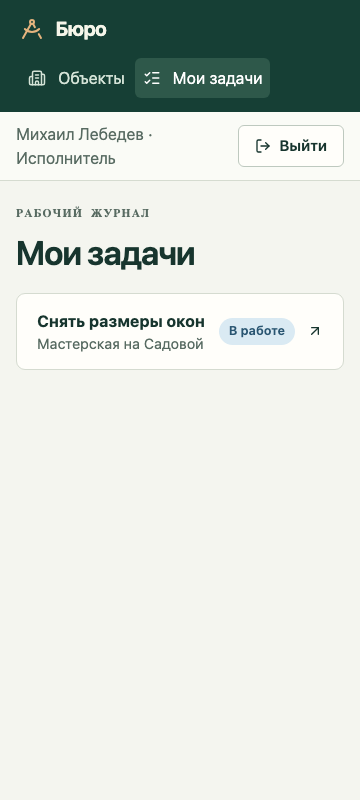 Бюро
Объекты
Мои задачи
Михаил Лебедев ·
Исполнитель
Выйти
РАБОЧИЙ ЖУРНАЛ
Мои задачи
Снять размеры окон
Мастерская на Садовой
В работе